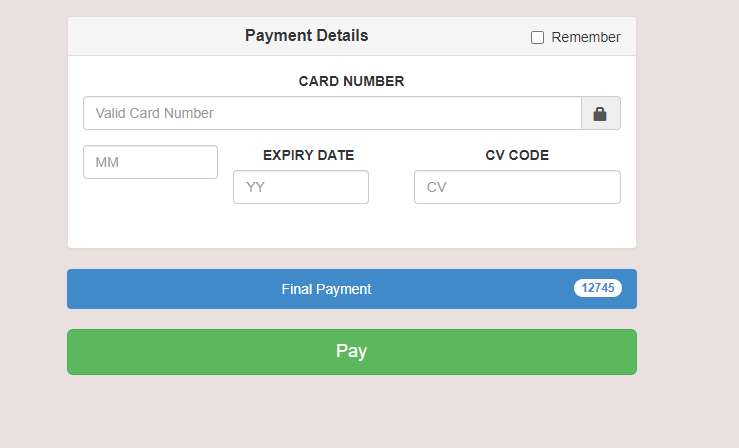 Payment Details
Remember
CARD NUMBER
Valid Card Number
EXPIRY DATE
CV CODE
MM
YY
CV
Final Payment
12745
Pay